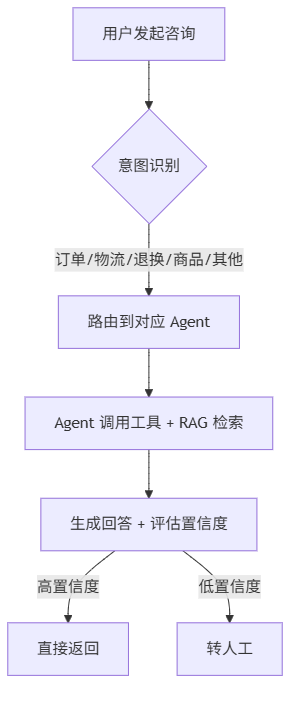 用户发起咨询
意图识别
订单/物流/退换/商品/其他
路由到对应 Agent
Agent 调用工具 + RAG 检索
生成回答 + 评估置信度
高置信度
低置信度
直接返回
转人工